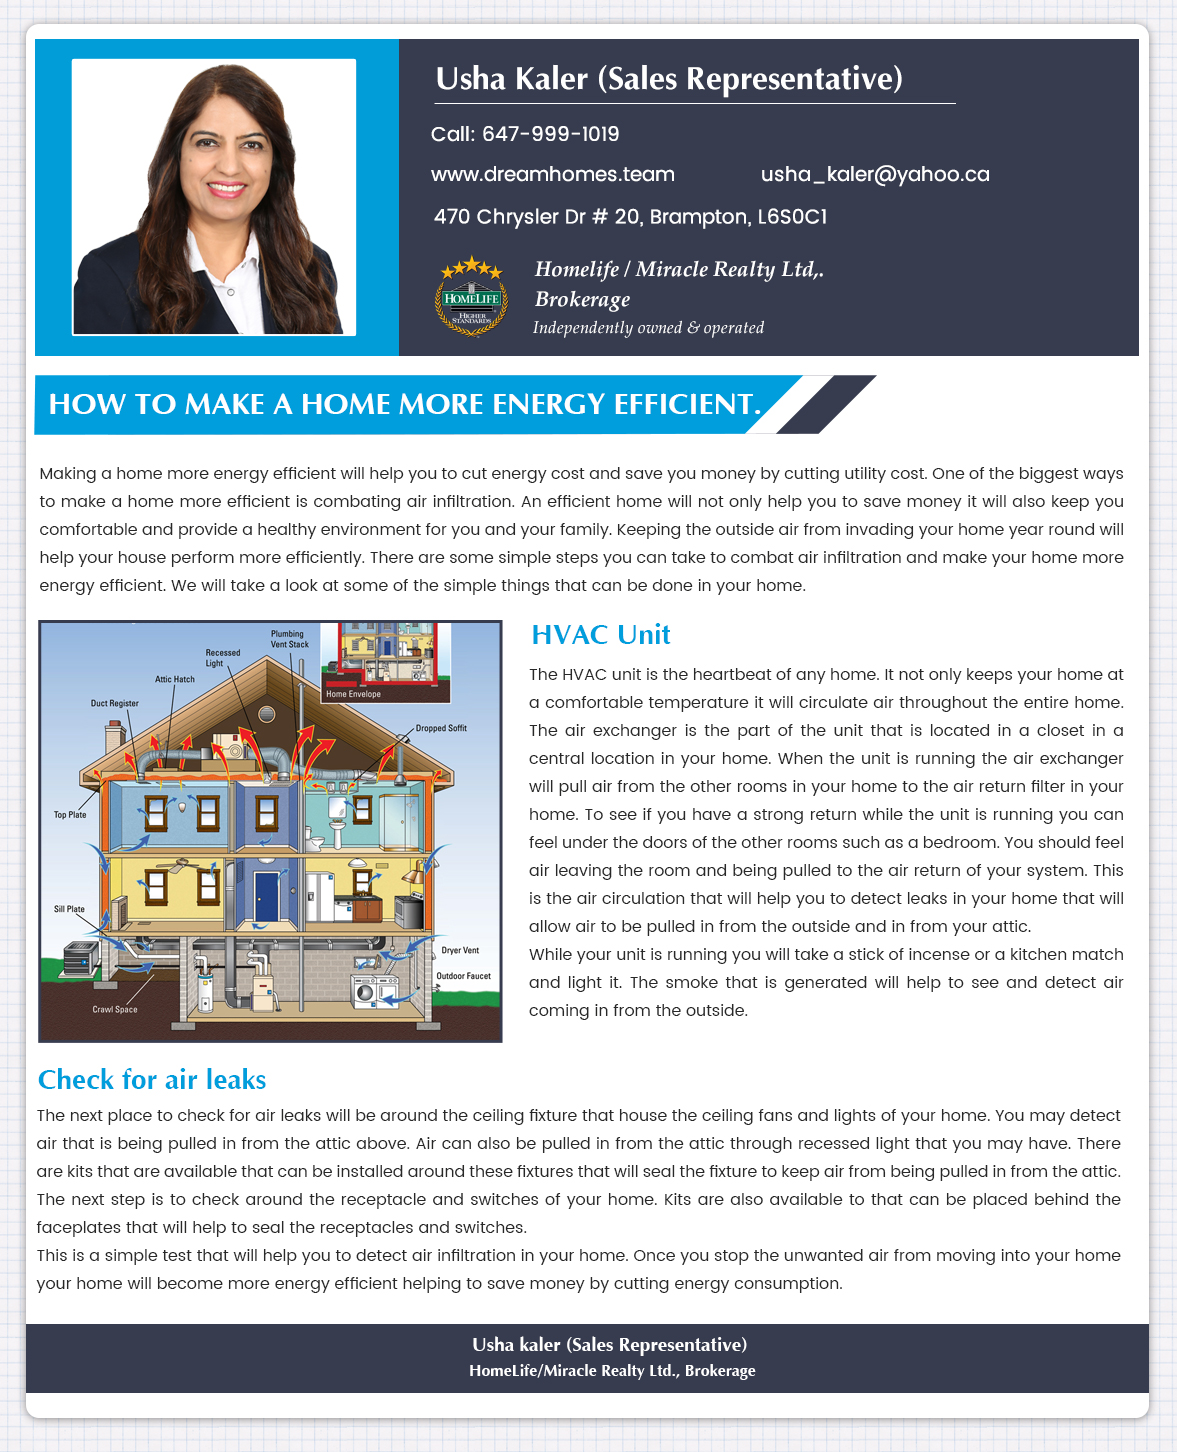 Usha Kaler (Sales Representative)
Call: 647-999-1019
www.dreamhomes.team usha_kaler@yahoo.ca
470 Chrysler Dr # 20, Brampton, L6S0C1
HOMELIFE
HIGHER
STANDARDS
Homelife / Miracle Realty Ltd,.
Brokerage
Independently owned & operated
HOW TO MAKE A HOME MORE ENERGY EFFICIENT.
Making a home more energy efficient will help you to cut energy cost and save you money by cutting utility cost. One of the biggest ways
to make a home more efficient is combating air infiltration. An efficient home will not only help you to save money it will also keep you
comfortable and provide a healthy environment for you and your family. Keeping the outside air from invading your home year round will
help your house perform more efficiently. There are some simple steps you can take to combat air infiltration and make your home more
energy efficient. We will take a look at some of the simple things that can be done in your home.
Plumbing
Vent Stack
Recessed
Light
Attic Hatch
Duct Register
Home Envelope
Dropped Soffit
Top Plate
Sill Plate
Dryer Vent
Outdoor Faucet
Crawl Space
HVAC Unit
The HVAC unit is the heartbeat of any home. It not only keeps your home at
a comfortable temperature it will circulate air throughout the entire home.
The air exchanger is the part of the unit that is located in a closet in a
central location in your home. When the unit is running the air exchanger
will pull air from the other rooms in your home to the air return filter in your
home. To see if you have a strong return while the unit is running you can
feel under the doors of the other rooms such as a bedroom. You should feel
air leaving the room and being pulled to the air return of your system. This
is the air circulation that will help you to detect leaks in your home that will
allow air to be pulled in from the outside and in from your attic.
While your unit is running you will take a stick of incense or a kitchen match
and light it. The smoke that is generated will help to see and detect air
coming in from the outside.
Check for air leaks
The next place to check for air leaks will be around the ceiling fixture that house the ceiling fans and lights of your home. You may detect
air that is being pulled in from the attic above. Air can also be pulled in from the attic through recessed light that you may have. There
are kits that are available that can be installed around these fixtures that will seal the fixture to keep air from being pulled in from the attic.
The next step is to check around the receptacle and switches of your home. Kits are also available to that can be placed behind the
faceplates that will help to seal the receptacles and switches.
This is a simple test that will help you to detect air infiltration in your home. Once you stop the unwanted air from moving into your home
your home will become more energy efficient helping to save money by cutting energy consumption.
Usha kaler (Sales Representative)
HomeLife/Miracle Realty Ltd., Brokerage